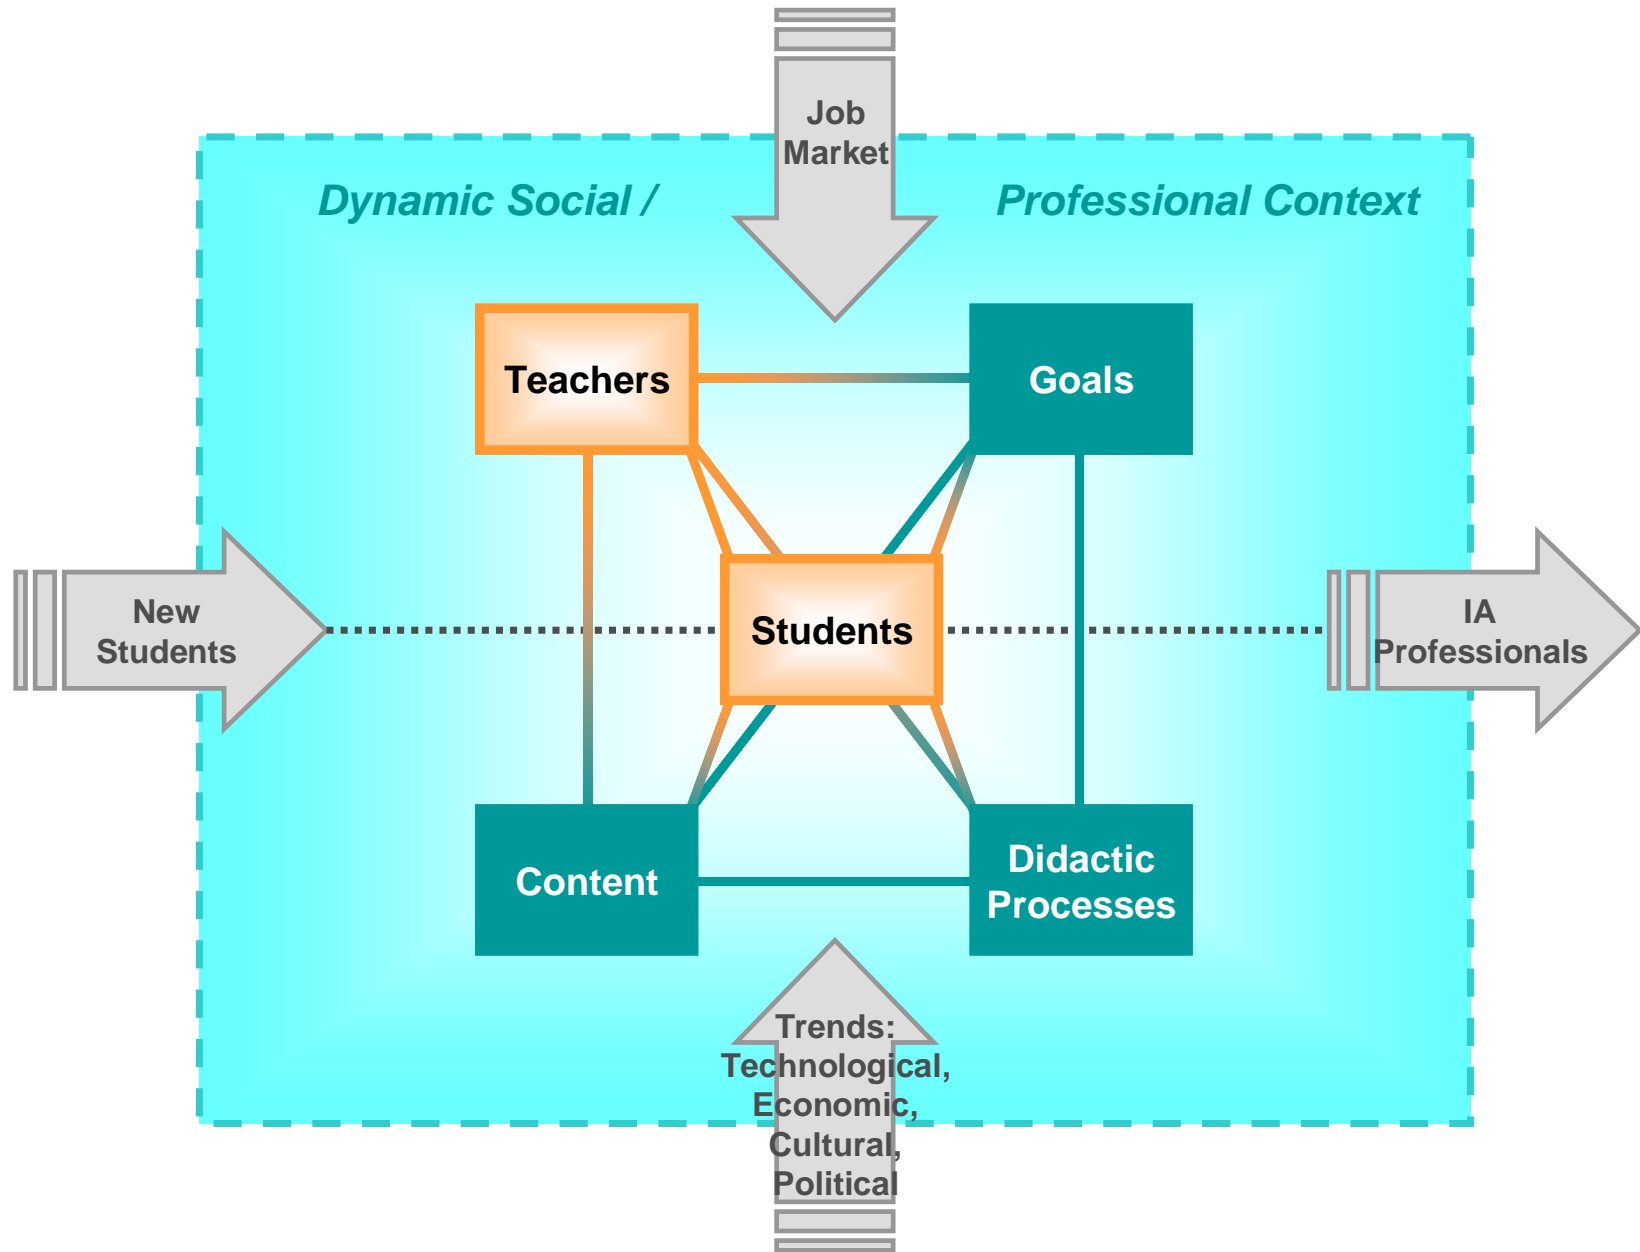 Job
Market
Dynamic Social /
Professional Context
Teachers
Goals
New
Students
Students
IA
Professionals
Content
Didactic
Processes
Trends:
Technological,
Economic,
Cultural,
Political